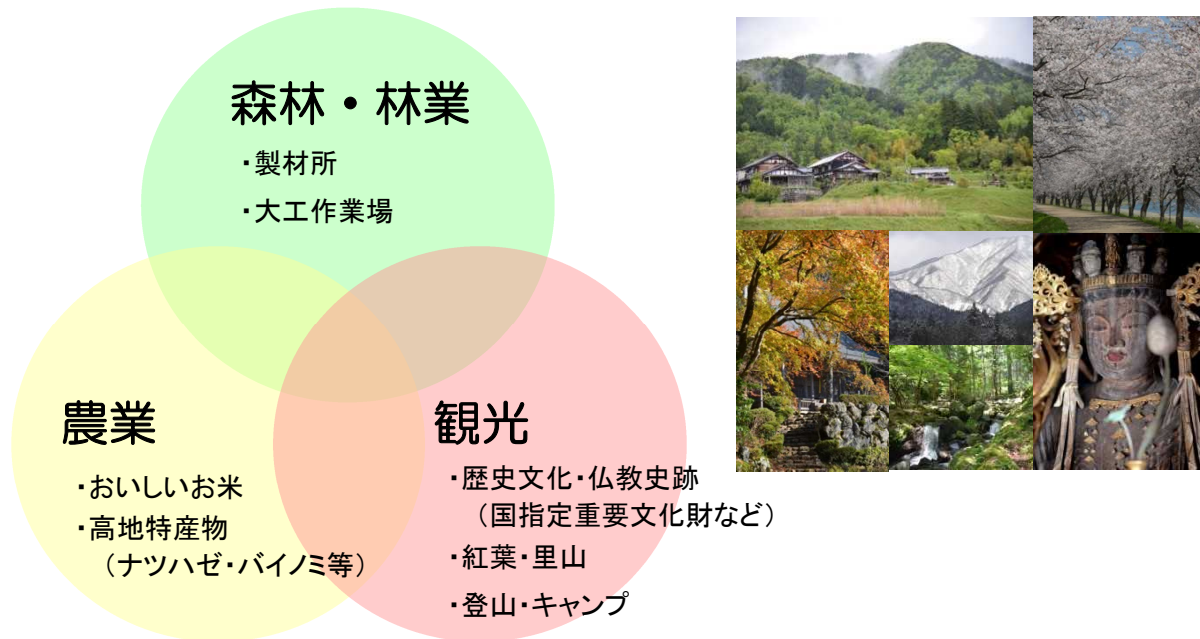 森林・林業
・製材所
・大工作業場
農業
・おいしいお米
・高地特産物
（ナツハゼ・バイノミ等）
観光
・歴史文化・仏教史跡
（国指定重要文化財など）
・紅葉・里山
・登山・キャンプ